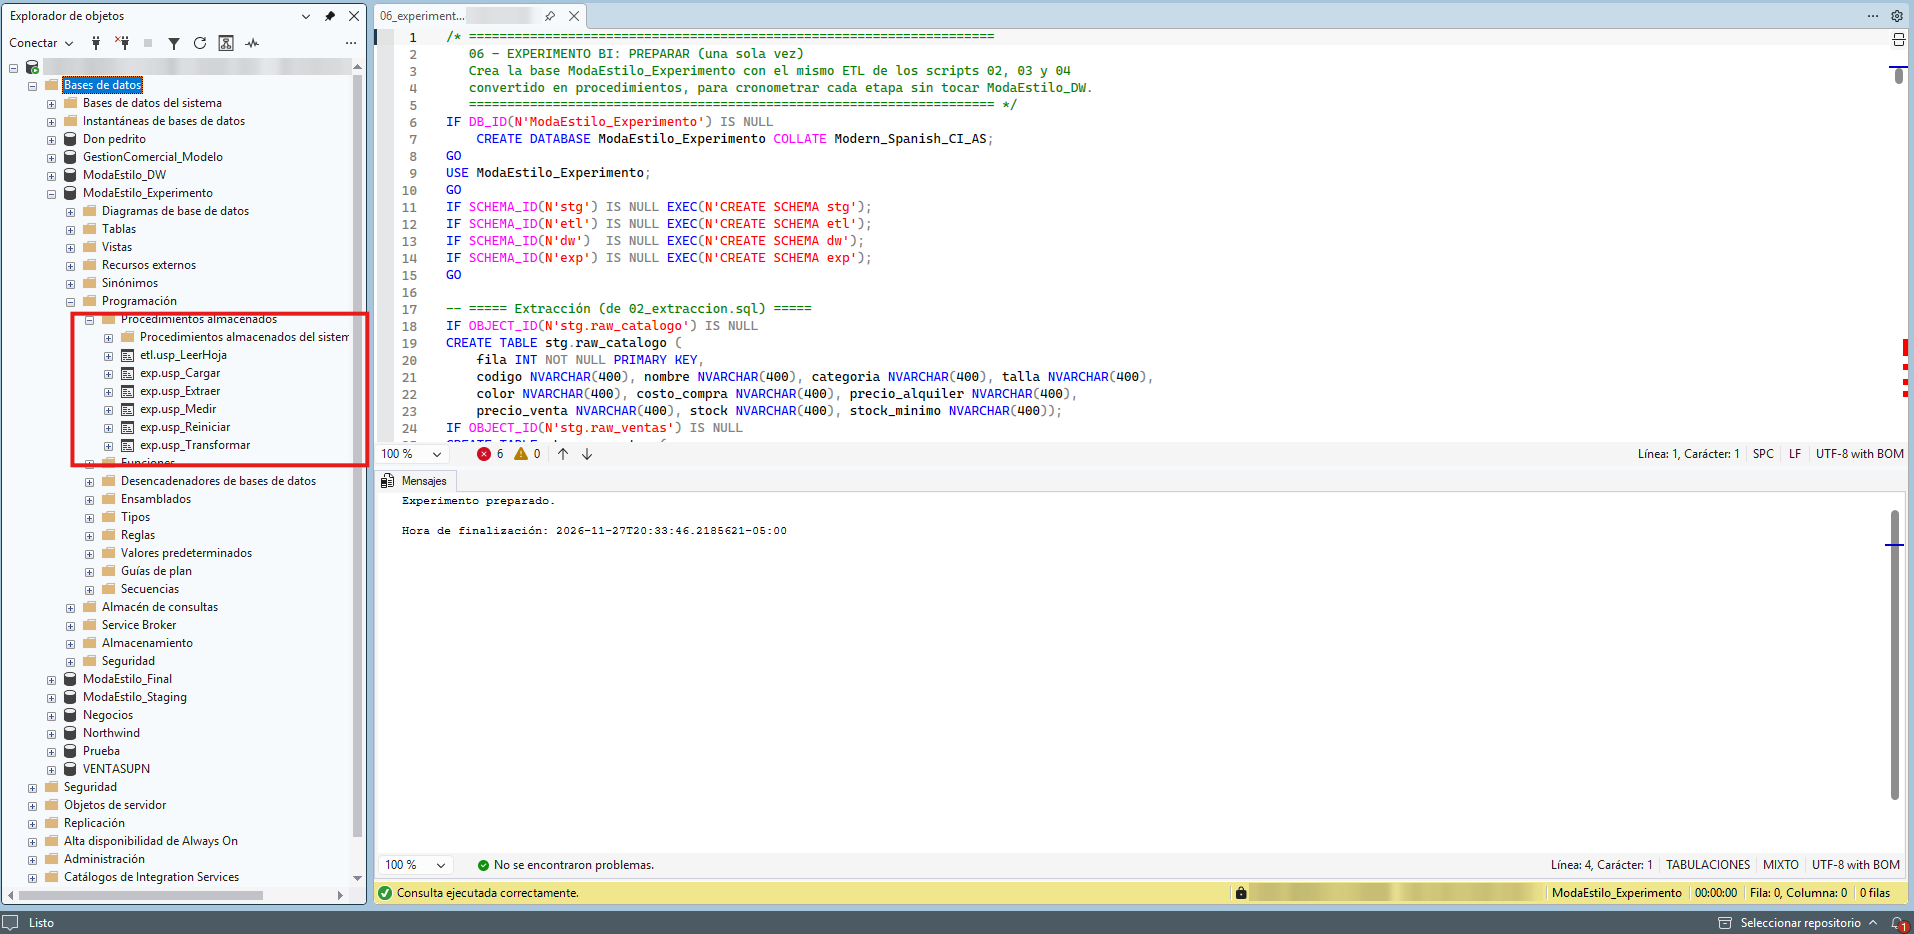 Explorador de objetos
Conectar
Bases de datos
Bases de datos del sistema
Instantáneas de bases de datos
Don pedrito
GestionComercial_Modelo
ModaEstilo_DW
ModaEstilo_Experimento
Diagramas de base de datos
Tablas
Vistas
Recursos externos
Sinónimos
Programación
Procedimientos almacenados
Procedimientos almacenados del sistem
etl.usp_LeerHoja
exp.usp_Cargar
exp.usp_Extraer
exp.usp_Medir
exp.usp_Reiniciar
exp.usp_Transformar
Funciones
Desencadenadores de bases de datos
Ensamblados
Tipos
Reglas
Valores predeterminados
Guías de plan
Secuencias
Almacén de consultas
Service Broker
Almacenamiento
Seguridad
ModaEstilo_Final
ModaEstilo_Staging
Negocios
Northwind
Prueba
VENTASUPN
Seguridad
Objetos de servidor
Replicación
Alta disponibilidad de Always On
Administración
Catálogos de Integration Services
06_experiment...
1 /* =====================================================================
2 06 - EXPERIMENTO BI: PREPARAR (una sola vez)
3 Crea la base ModaEstilo_Experimento con el mismo ETL de los scripts 02, 03 y 04
4 convertido en procedimientos, para cronometrar cada etapa sin tocar ModaEstilo_DW.
5 ===================================================================== */
6 IF DB_ID(N'ModaEstilo_Experimento') IS NULL
7 CREATE DATABASE ModaEstilo_Experimento COLLATE Modern_Spanish_CI_AS;
8 GO
9 USE ModaEstilo_Experimento;
10 GO
11 IF SCHEMA_ID(N'stg') IS NULL EXEC(N'CREATE SCHEMA stg');
12 IF SCHEMA_ID(N'etl') IS NULL EXEC(N'CREATE SCHEMA etl');
13 IF SCHEMA_ID(N'dw')  IS NULL EXEC(N'CREATE SCHEMA dw');
14 IF SCHEMA_ID(N'exp') IS NULL EXEC(N'CREATE SCHEMA exp');
15 GO
16
17 -- ===== Extracción (de 02_extraccion.sql) =====
18 IF OBJECT_ID(N'stg.raw_catalogo') IS NULL
19 CREATE TABLE stg.raw_catalogo (
20 fila INT NOT NULL PRIMARY KEY,
21 codigo NVARCHAR(400), nombre NVARCHAR(400), categoria NVARCHAR(400), talla NVARCHAR(400),
22 color NVARCHAR(400), costo_compra NVARCHAR(400), precio_alquiler NVARCHAR(400),
23 precio_venta NVARCHAR(400), stock NVARCHAR(400), stock_minimo NVARCHAR(400));
24 IF OBJECT_ID(N'stg.raw_ventas') IS NULL
100 % 6 0 Línea: 1, Carácter: 1 SPC LF UTF-8 with BOM
Mensajes
Experimento preparado.
Hora de finalización: 2026-11-27T20:33:46.2185621-05:00
100 % No se encontraron problemas. Línea: 4, Carácter: 1 TABULACIONES MIXTO UTF-8 with BOM
Consulta ejecutada correctamente. ModaEstilo_Experimento 00:00:00 Fila: 0, Columna: 0 0 filas
Listo Seleccionar repositorio 1